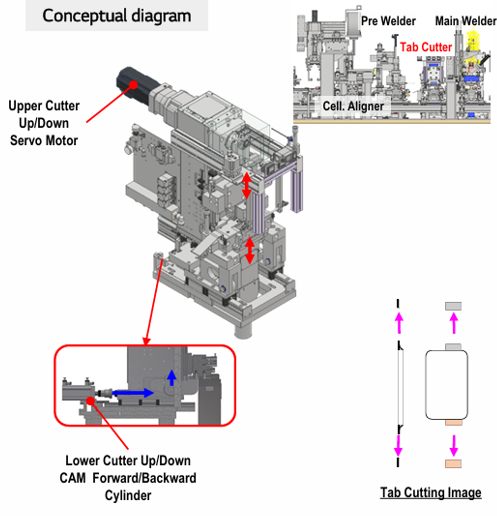 Conceptual diagram
Pre Welder
Main Welder
Tab Cutter
Cell. Aligner
Upper Cutter
Up/Down
Servo Motor
Lower Cutter Up/Down
CAM Forward/Backward
Cylinder
Tab Cutting Image